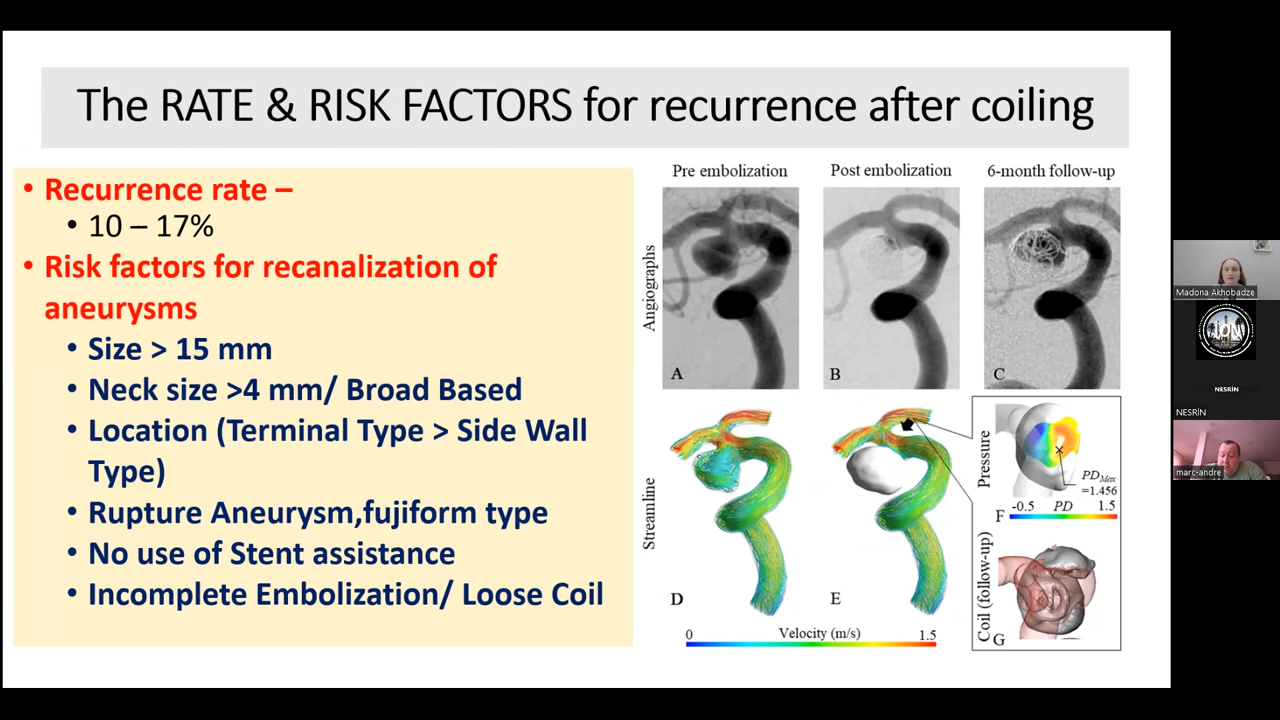 The RATE & RISK FACTORS for recurrence after coiling
• Recurrence rate –
• 10 – 17%
• Risk factors for recanalization of
aneurysms
• Size > 15 mm
• Neck size >4 mm/ Broad Based
• Location (Terminal Type > Side Wall
Type)
• Rupture Aneurysm,fujiform type
• No use of Stent assistance
• Incomplete Embolization/ Loose Coil
Pre embolization
Post embolization
6-month follow-up
Angiographs
A
B
C
Streamline
D
E
Pressure
PDMax
=1.456
F
-0.5 PD 1.5
Coil (follow-up)
G
0 Velocity (m/s) 1.5
Madona Akhobadze
ION
NESRİN
NESRİN
marc-andre